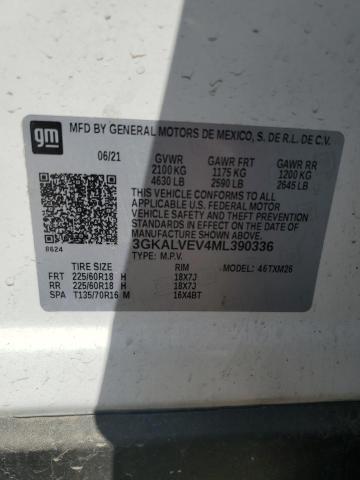 gm
MFD BY GENERAL MOTORS DE MEXICO, S. DE R.L. DE C.V.
06/21 GVWR GAWR FRT GAWR RR
2100 KG 1175 KG 1200 KG
4630 LB 2590 LB 2645 LB
THIS VEHICLE CONFORMS TO ALL
APPLICABLE U.S. FEDERAL MOTOR
VEHICLE SAFETY, BUMPER, AND THEFT
PREVENTION STANDARDS IN EFFECT ON
THE DATE OF MANUFACTURE SHOWN ABOVE.
3GKALVEV4ML390336
8624
TYPE: M.P.V. MODEL: 46TXM26
TIRE SIZE RIM
FRT 225/60R18 H 18X7J
RR 225/60R18 H 18X7J
SPA T135/70R16 M 16X4BT